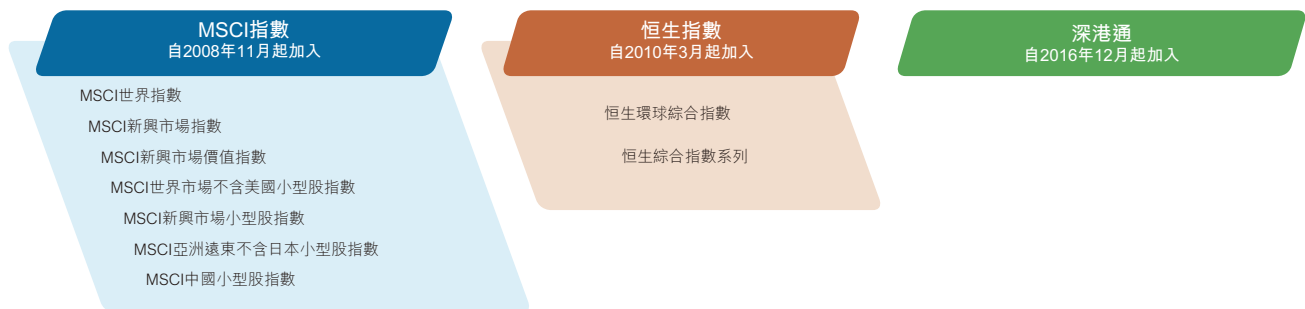 MSCI指數
自2008年11月起加入
MSCI世界指數
MSCI新興市場指數
MSCI新興市場價值指數
MSCI世界市場不含美國小型股指數
MSCI新興市場小型股指數
MSCI亞洲遠東不含日本小型股指數
MSCI中國小型股指數
恒生指數
自2010年3月起加入
恒生環球綜合指數
恒生綜合指數系列
深港通
自2016年12月起加入